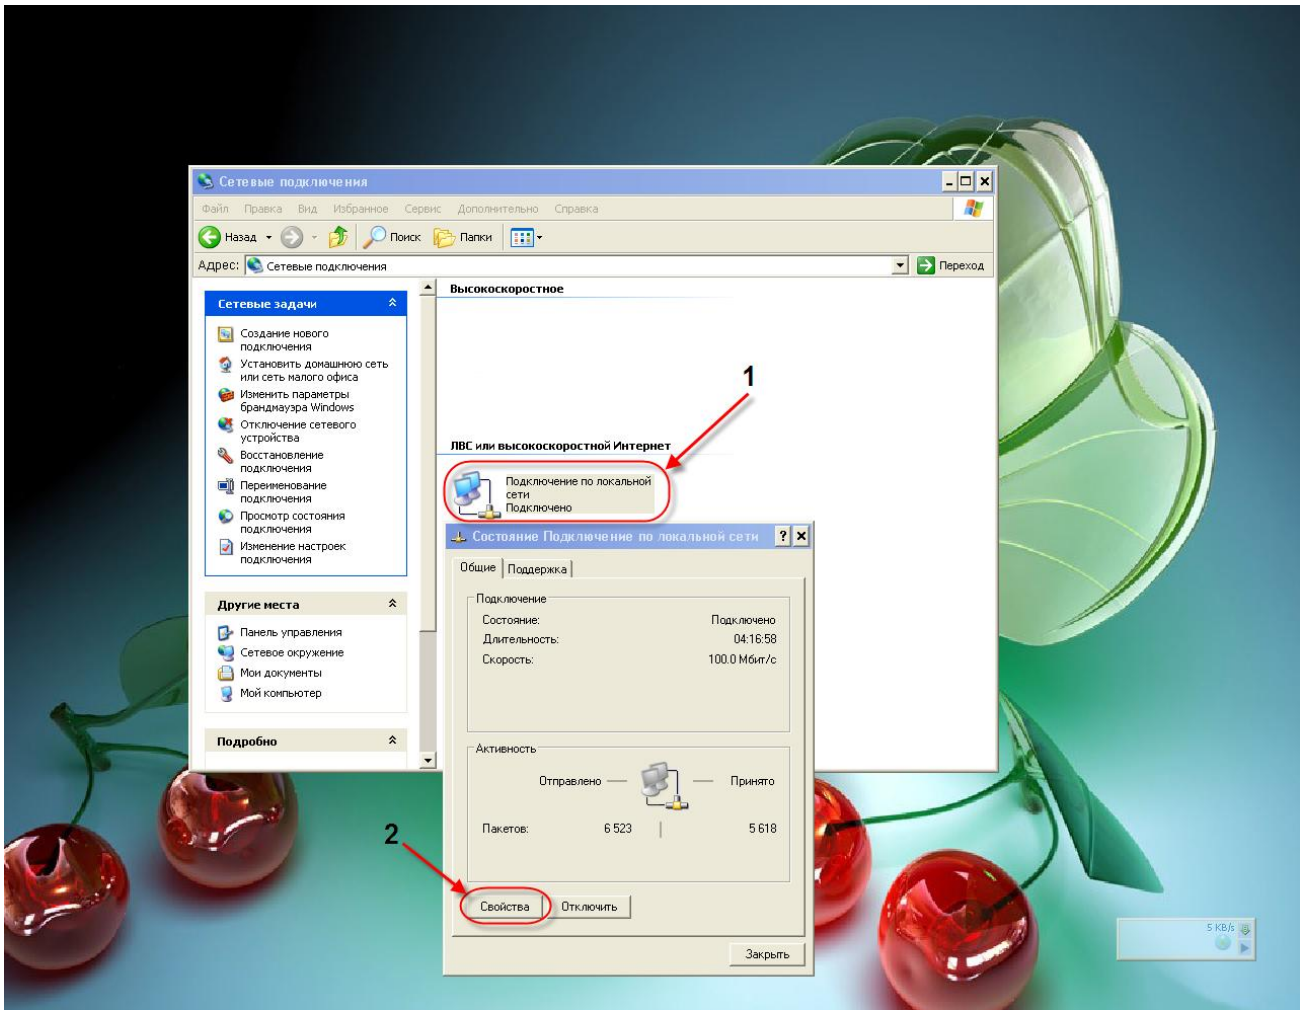 Сетевые подключения
Файл Правка Вид Избранное Сервис Дополнительно Справка
Назад Поиск Папки
Адрес: Сетевые подключения Переход
Сетевые задачи
Создание нового
подключения
Установить домашнюю сеть
или сеть малого офиса
Изменить параметры
брандмауэра Windows
Отключение сетевого
устройства
Восстановление
подключения
Переименование
подключения
Просмотр состояния
подключения
Изменение настроек
подключения
Другие места
Панель управления
Сетевое окружение
Мои документы
Мой компьютер
Подробно
Высокоскоростное
1
ЛВС или высокоскоростной Интернет
Подключение по локальной
сети
Подключено
Состояние Подключение по локальной сети
Общие Поддержка
Подключение
Состояние: Подключено
Длительность: 04:16:58
Скорость: 100.0 Мбит/с
Активность
Отправлено Принято
Пакетов: 6 523 5 618
2
Свойства Отключить
Закрыть
5 KB/s